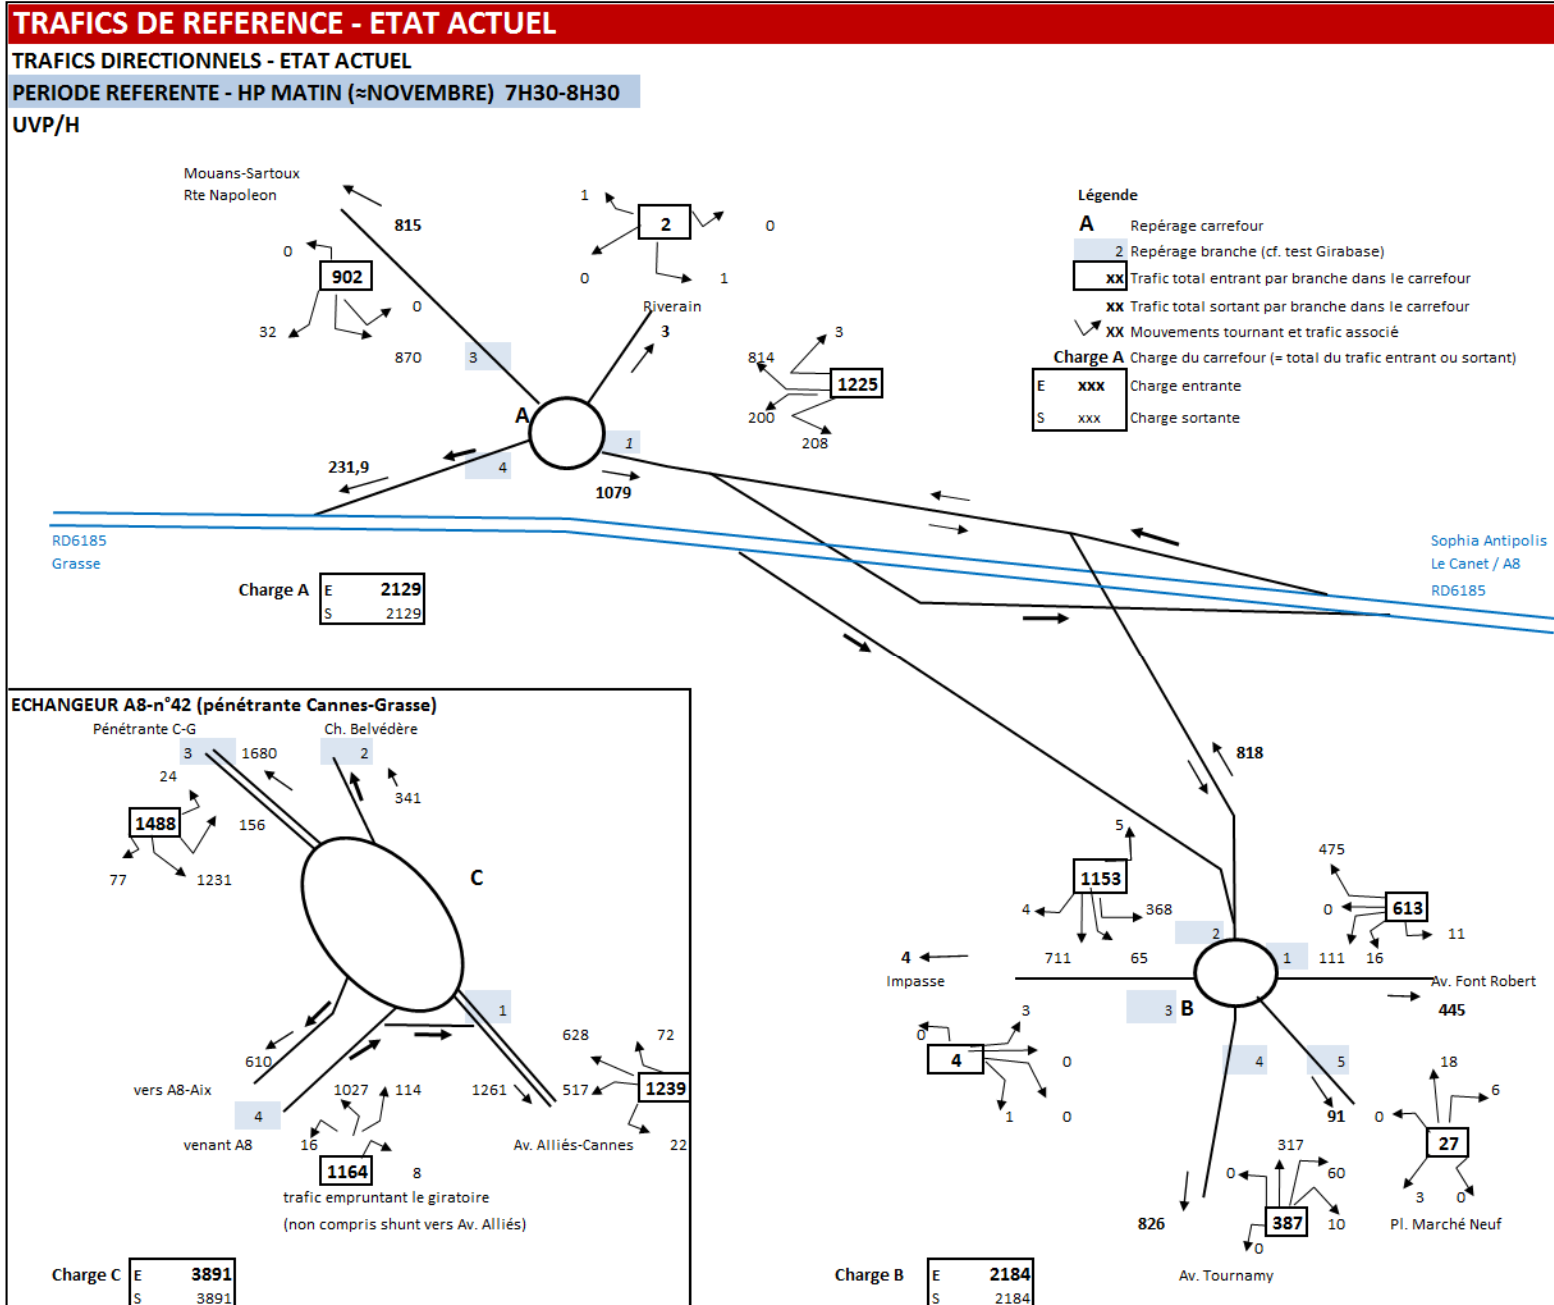 TRAFICS DE REFERENCE - ETAT ACTUEL
TRAFICS DIRECTIONNELS - ETAT ACTUEL
PERIODE REFERENTE - HP MATIN (≈NOVEMBRE) 7H30-8H30
UVP/H
Mouans-Sartoux
Rte Napoleon
815
0
902
0
32
870
3
1
2
0
0
1
Riverain
3
3
814
1225
200
208
Légende
A Repérage carrefour
2 Repérage branche (cf. test Girabase)
xx Trafic total entrant par branche dans le carrefour
xx Trafic total sortant par branche dans le carrefour
XX Mouvements tournant et trafic associé
Charge A Charge du carrefour (= total du trafic entrant ou sortant)
E xxx Charge entrante
S xxx Charge sortante
A
1
4
231,9
1079
RD6185
Grasse
Sophia Antipolis
Le Canet / A8
RD6185
Charge A E 2129
S 2129
ECHANGEUR A8-n°42 (pénétrante Cannes-Grasse)
Pénétrante C-G
Ch. Belvédère
3
1680
2
24
341
1488
156
77
1231
C
1
610
628
72
vers A8-Aix
1027
114
1261
517
1239
4
venant A8
16
Av. Alliés-Cannes
22
1164
8
trafic empruntant le giratoire
(non compris shunt vers Av. Alliés)
Charge C E 3891
S 3891
818
5
475
1153
4
368
0
613
2
11
4
711
65
1
111
16
Impasse
Av. Font Robert
3
B
445
0
3
4
0
4
5
18
1
0
91
0
6
317
27
0
60
3
0
826
387
10
Pl. Marché Neuf
0
Av. Tournamy
Charge B E 2184
S 2184